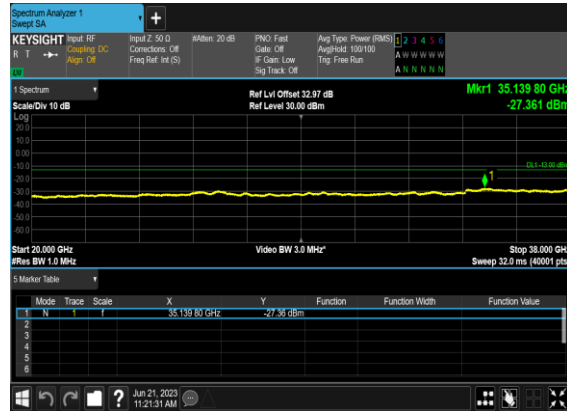 Spectrum Analyzer 1
Swept SA
+
KEYSIGHT Input: RF Input Z: 50 Ω #Atten: 20 dB PNO: Fast Avg Type: Power (RMS) 1 2 3 4 5 6
R T Coupling: DC Corrections: Off Gate: Off Avg|Hold: 100/100 A W W W W W
Align: Off Freq Ref: Int (S) IF Gain: Low Trig: Free Run
Sig Track: Off A N N N N N
1 Spectrum Ref Lvl Offset 32.97 dB Mkr1 35.139 80 GHz
Scale/Div 10 dB Ref Level 30.00 dBm -27.361 dBm
Log
20.0
10.0
0.00
-10.0 DL1 -13.00 dBm
-20.0 1
-30.0
-40.0
-50.0
-60.0
Start 20.000 GHz Video BW 3.0 MHz* Stop 38.000 GHz
#Res BW 1.0 MHz Sweep 32.0 ms (40001 pts
5 Marker Table
Mode Trace Scale X Y Function Function Width Function Value
1 N 1 f 35.139 80 GHz -27.36 dBm
2
3
4
5
6
? Jun 21, 2023
11:21:31 AM